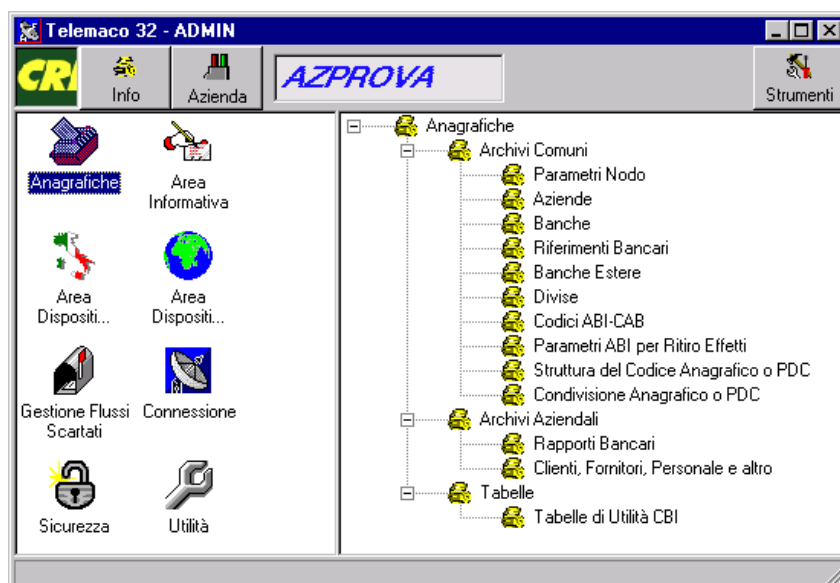 Telemaco 32 - ADMIN
CRI
Info
Azienda
AZPROVA
Strumenti
Anagrafiche
Area
Informativa
Area
Dispositi...
Area
Dispositi...
Gestione Flussi
Scartati
Connessione
Sicurezza
Utilità
Anagrafiche
Archivi Comuni
Parametri Nodo
Aziende
Banche
Riferimenti Bancari
Banche Estere
Divise
Codici ABI-CAB
Parametri ABI per Ritiro Effetti
Struttura del Codice Anagrafico o PDC
Condivisione Anagrafico o PDC
Archivi Aziendali
Rapporti Bancari
Clienti, Fornitori, Personale e altro
Tabelle
Tabelle di Utilità CBI